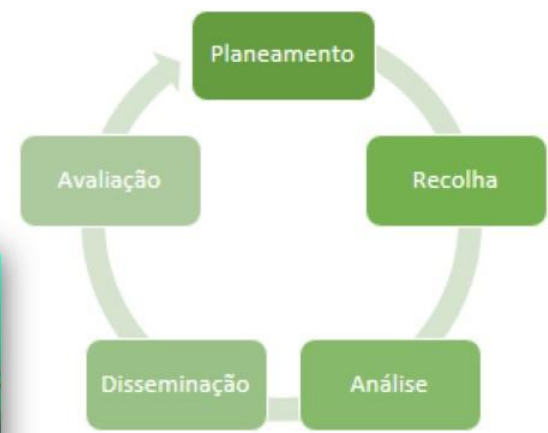 Planeamento
Recolha
Análise
Disseminação
Avaliação